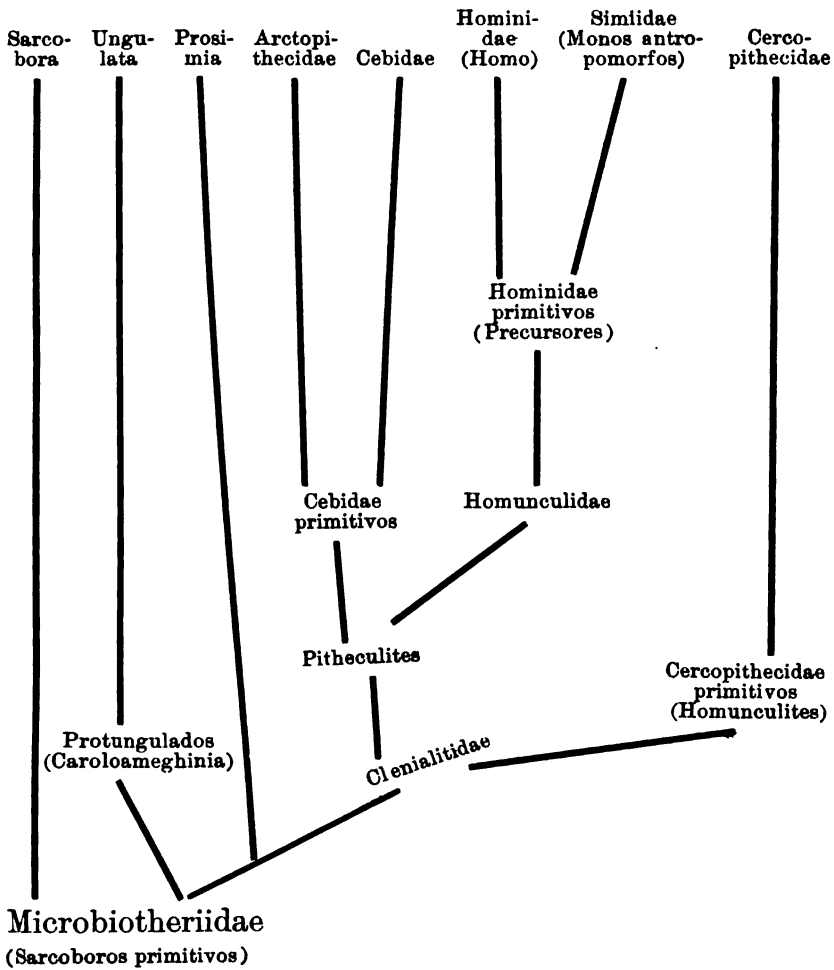 Sarco-
bora
Ungu-
lata
Prosi-
mia
Arctopi-
thecidae
Cebidae
Homini-
dae
(Homo)
Simiidae
(Monos antro-
pomorfos)
Cerco-
pithecidae
Hominidae
primitivos
(Precursores)
Cebidae
primitivos
Homunculidae
Pitheculites
Cercopithecidae
primitivos
(Homunculites)
Protungulados
(Caroloameghinia)
Clenialitidae
Microbiotheriidae
(Sarcoboros primitivos)